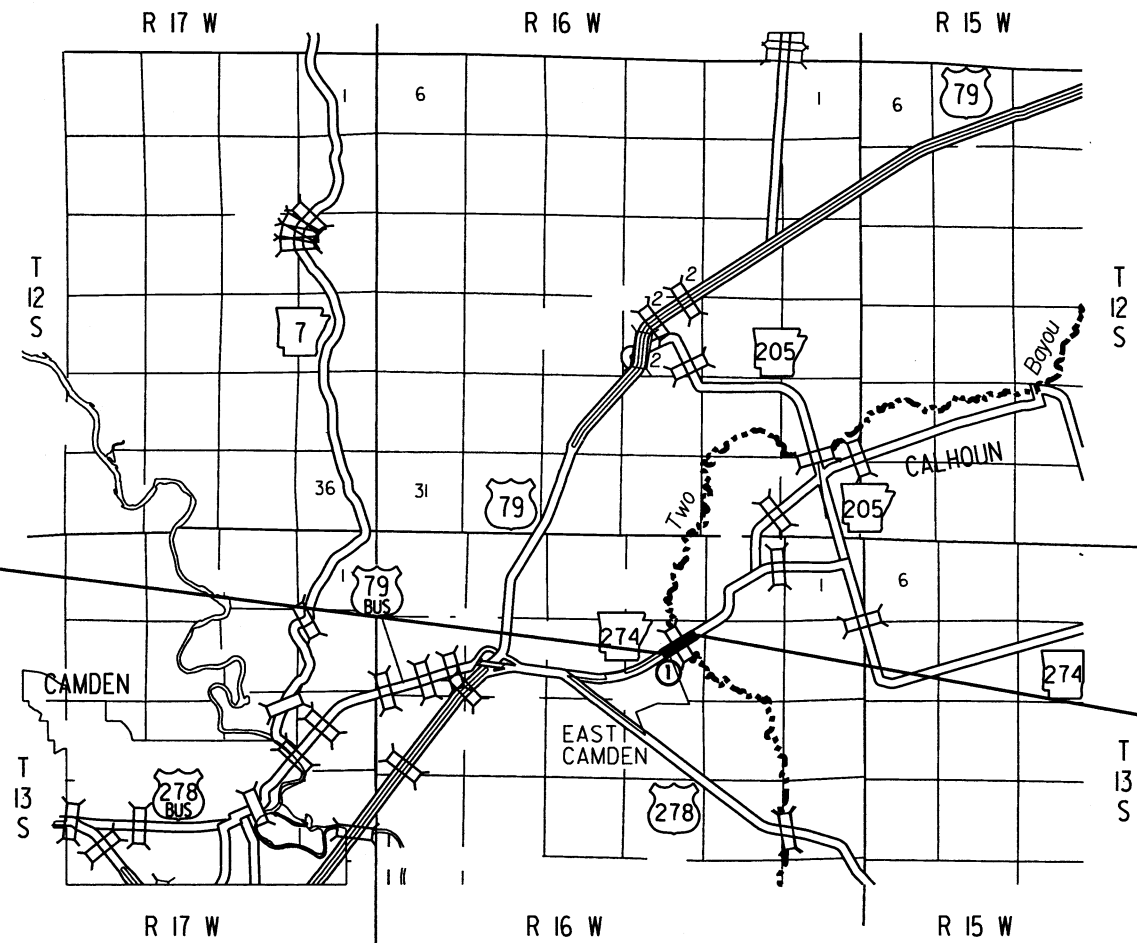 R 17 W
R 16 W
R 15 W
1
6
1
6
79
T
12
S
T
12
S
2
2
2
7
205
Bayou
CALHOUN
36
31
79
Two
205
1
79
BUS
1
6
274
1
274
CAMDEN
EAST
CAMDEN
T
13
S
T
13
S
278
BUS
278
R 17 W
R 16 W
R 15 W